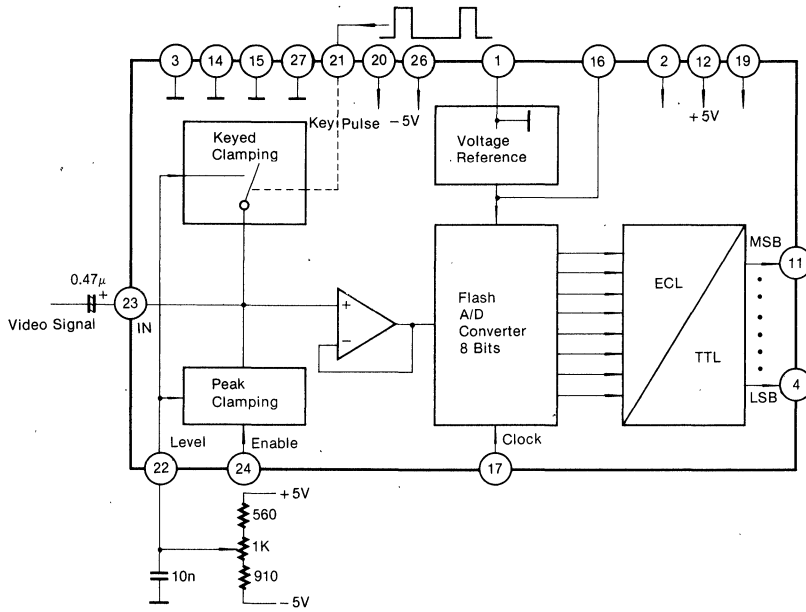 3 14 15 27 21 20 26 1 16 2 12 19
Key Pulse
-5V
+5V
Keyed
Clamping
Voltage
Reference
0.47μ
+
23
IN
Video Signal
+
−
Flash
A/D
Converter
8 Bits
ECL
TTL
MSB
11
LSB
4
Peak
Clamping
Level
Enable
Clock
22
24
17
+5V
560
1K
910
10n
-5V